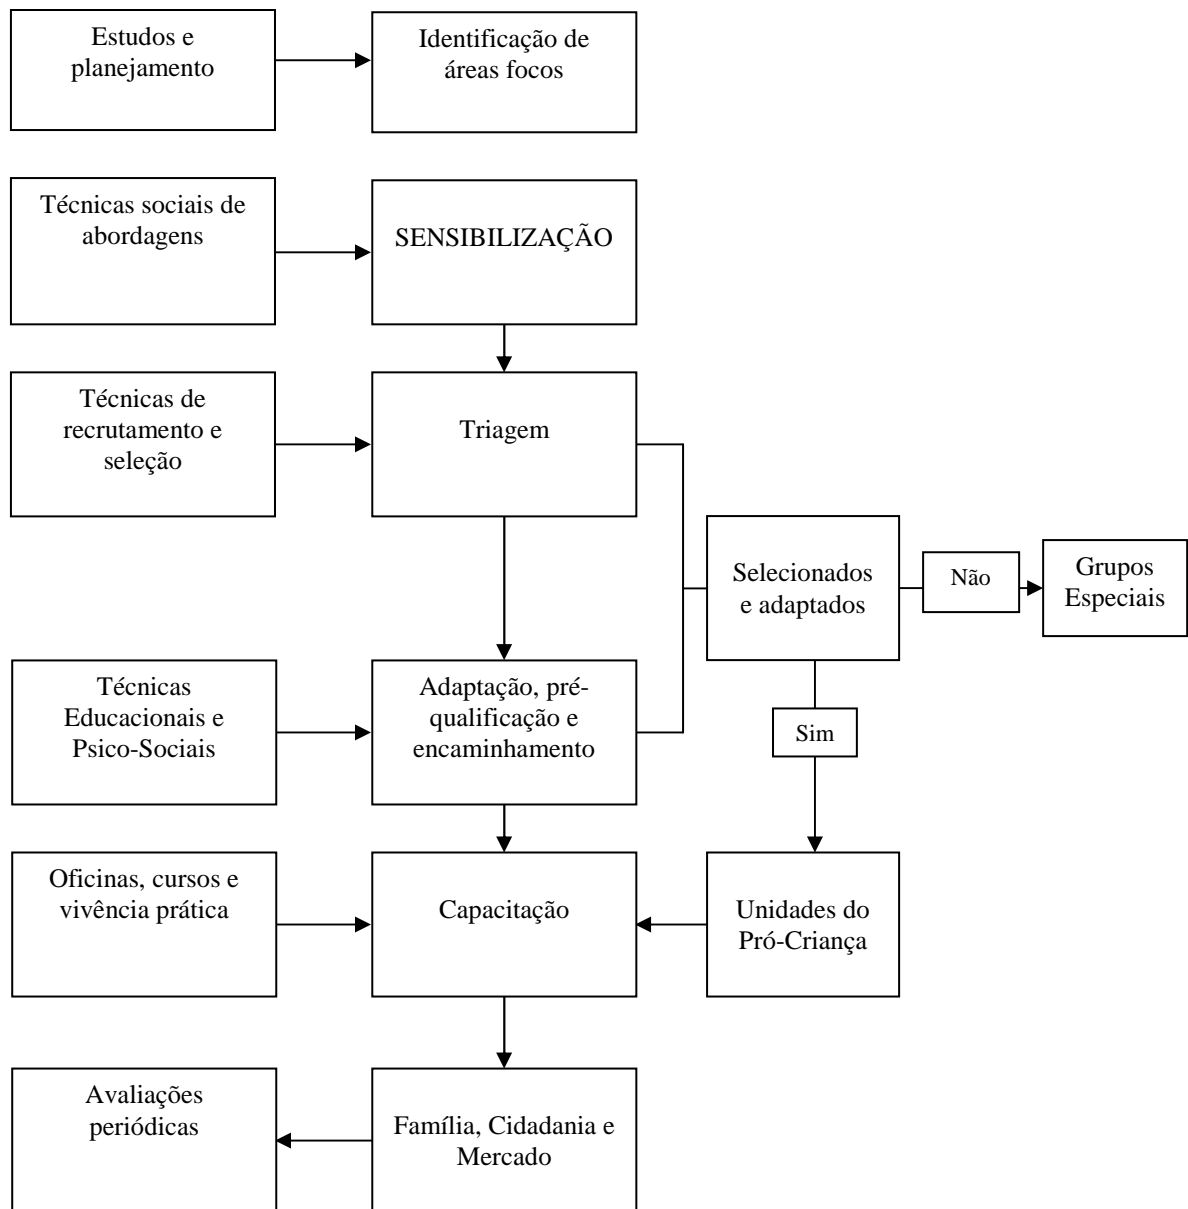 Estudos e
planejamento
Identificação de
áreas focos
Técnicas sociais de
abordagens
SENSIBILIZAÇÃO
Técnicas de
recrutamento e
seleção
Triagem
Selecionados
e adaptados
Não
Grupos
Especiais
Técnicas
Educacionais e
Psico-Sociais
Adaptação, pré-
qualificação e
encaminhamento
Sim
Oficinas, cursos e
vivência prática
Capacitação
Unidades do
Pró-Criança
Avaliações
periódicas
Família, Cidadania e
Mercado